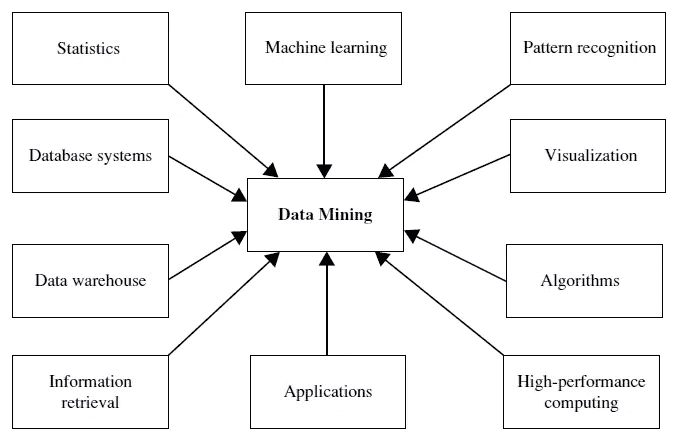 Statistics
Machine learning
Pattern recognition
Database systems
Visualization
Data Mining
Data warehouse
Algorithms
Information
retrieval
Applications
High-performance
computing